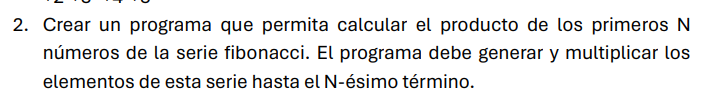 2. Crear un programa que permita calcular el producto de los primeros N
números de la serie fibonacci. El programa debe generar y multiplicar los
elementos de esta serie hasta el N-ésimo término.